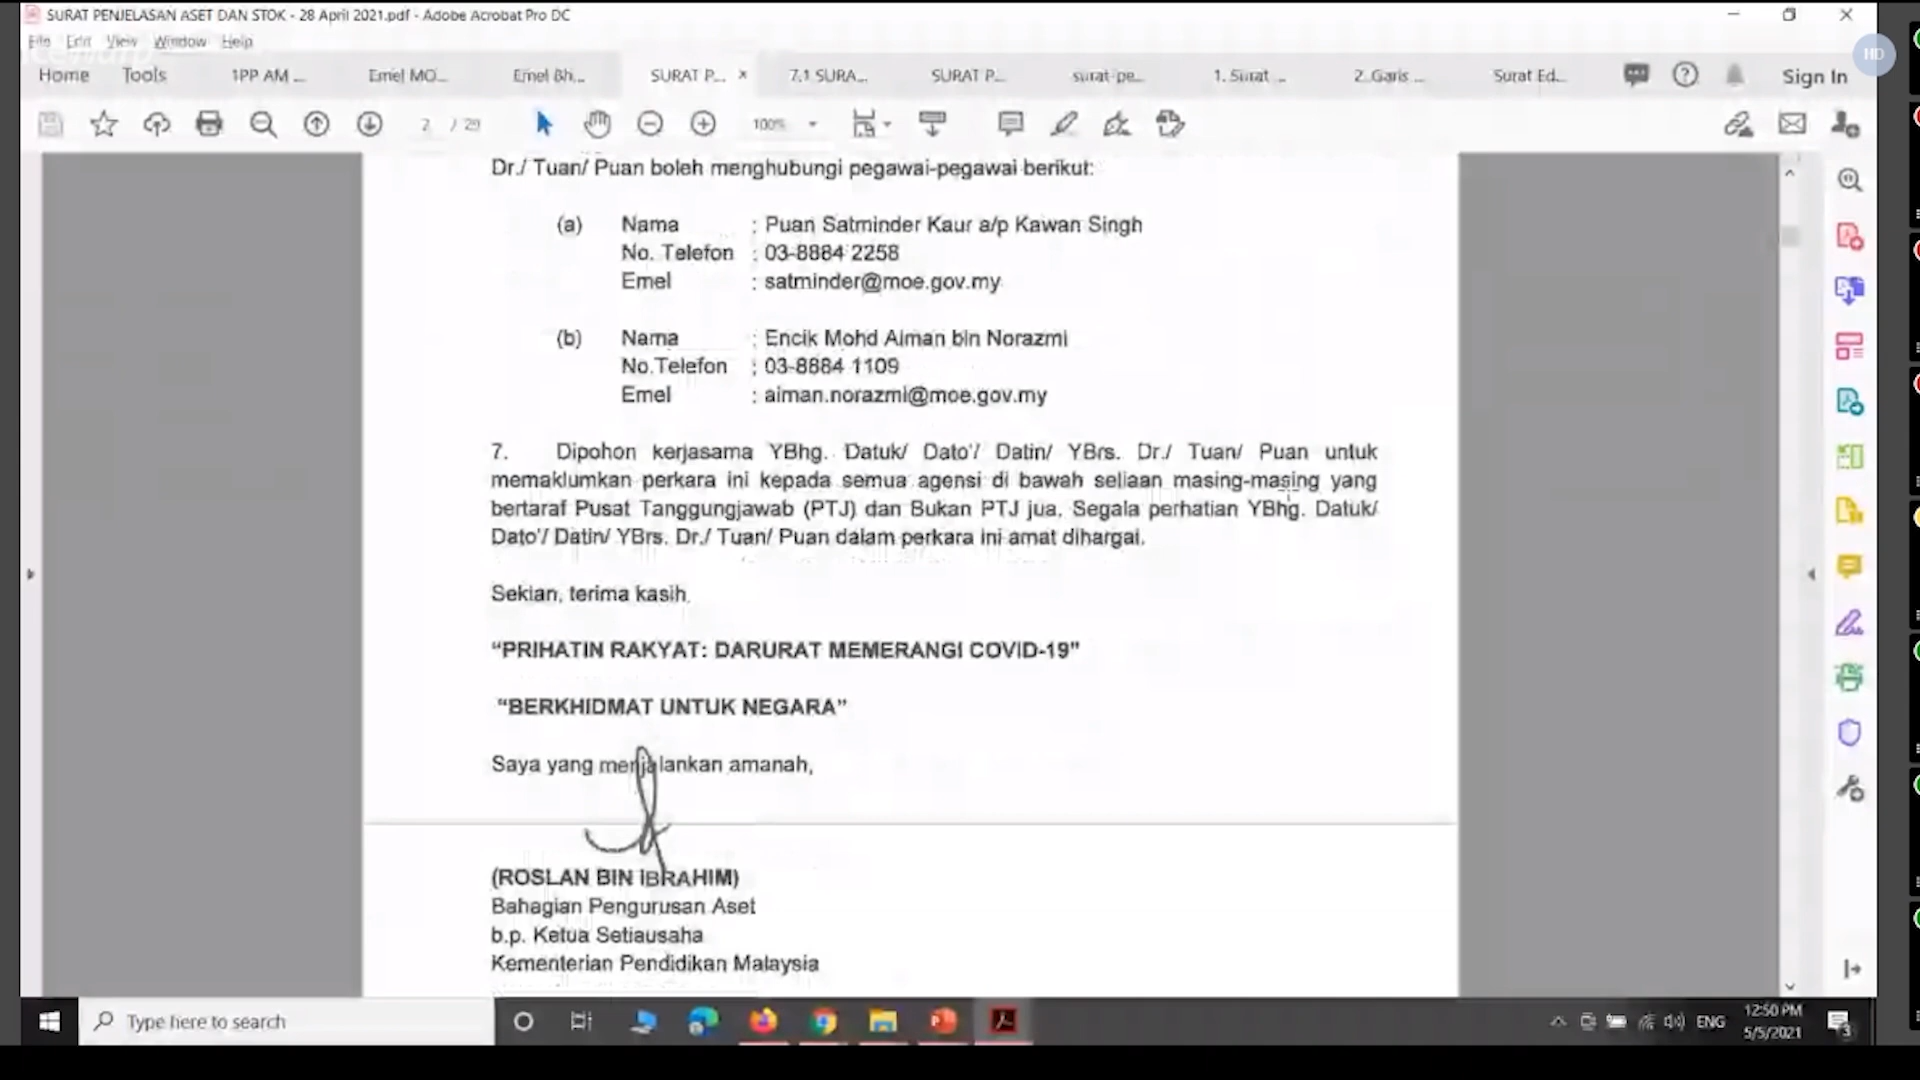 SURAT PENJELASAN ASET DAN STOK - 28 April 2021.pdf - Adobe Acrobat Pro DC
File Edit View Window Help
Home Tools 1PP AM ... Emel MO... Emel Bh... SURAT P... × 7.1 SURA... SURAT P... surat-pe... 1. Surat ... 2. Garis ... Surat Ed... Sign In
HD
2 / 29 100%
Dr./ Tuan/ Puan boleh menghubungi pegawai-pegawai berikut:
(a) Nama : Puan Satminder Kaur a/p Kawan Singh
No. Telefon : 03-8884 2258
Emel : satminder@moe.gov.my
(b) Nama : Encik Mohd Aiman bin Norazmi
No.Telefon : 03-8884 1109
Emel : aiman.norazmi@moe.gov.my
7. Dipohon kerjasama YBhg. Datuk/ Dato'/ Datin/ YBrs. Dr./ Tuan/ Puan untuk
memaklumkan perkara ini kepada semua agensi di bawah seliaan masing-masing yang
bertaraf Pusat Tanggungjawab (PTJ) dan Bukan PTJ jua. Segala perhatian YBhg. Datuk/
Dato'/ Datin/ YBrs. Dr./ Tuan/ Puan dalam perkara ini amat dihargai.
Sekian, terima kasih.
“PRIHATIN RAKYAT: DARURAT MEMERANGI COVID-19”
“BERKHIDMAT UNTUK NEGARA”
Saya yang menjalankan amanah,
(ROSLAN BIN IBRAHIM)
Bahagian Pengurusan Aset
b.p. Ketua Setiausaha
Kementerian Pendidikan Malaysia
Type here to search
ENG
12:50 PM
5/5/2021
3